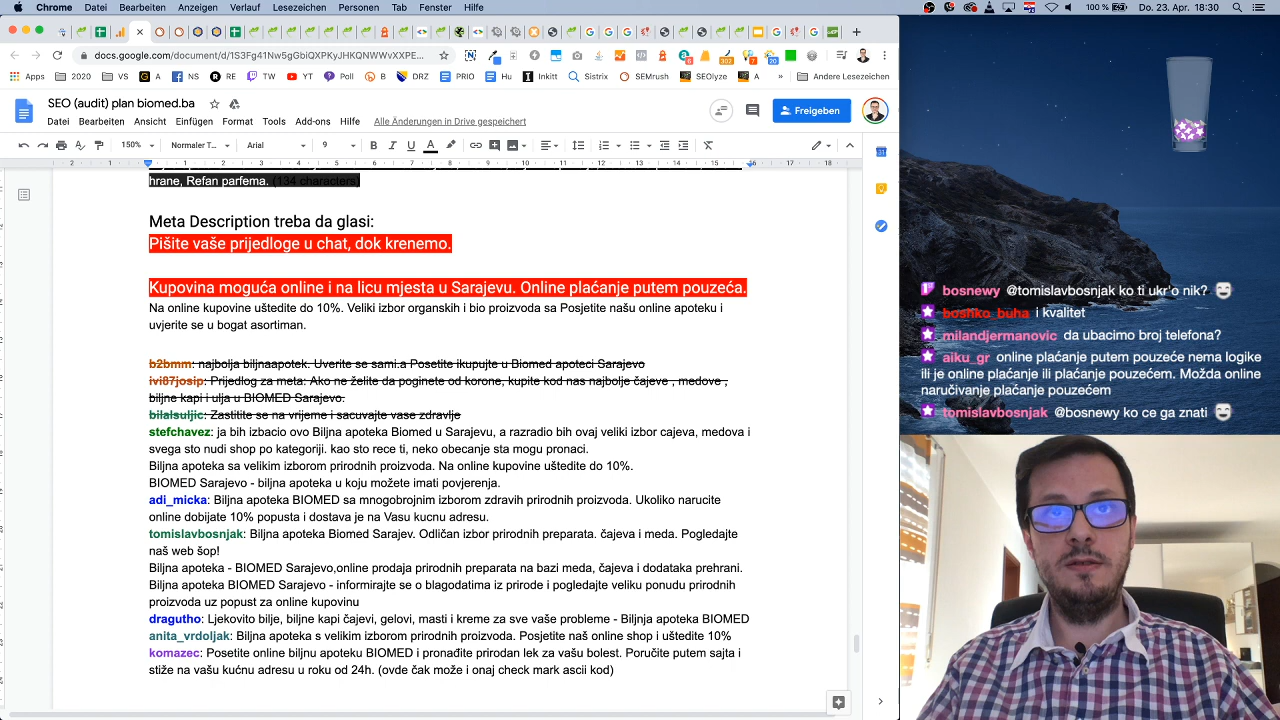 Chrome Datei Bearbeiten Anzeigen Verlauf Lesezeichen Personen Tab Fenster Hilfe 100% Do. 23. Apr. 18:30
docs.google.com/document/d/1S3Fg41Nw5gGbiQXPKyJHKQNWWvXXPE...
Apps 2020 VS A NS RE TW YT Poll B DRZ PRIO Hu Inkitt Sistrix SEMrush SEOlyze A » Andere Lesezeichen
SEO (audit) plan biomed.ba
Freigeben
Datei Bearbeiten Ansicht Einfügen Format Tools Add-ons Hilfe Alle Änderungen in Drive gespeichert
150% Normaler T... Arial 9
hrane, Refan parfema. (134 characters)
Meta Description treba da glasi:
Pišite vaše prijedloge u chat, dok krenemo.
Kupovina moguća online i na licu mjesta u Sarajevu. Online plaćanje putem pouzeća.
Na online kupovine uštedite do 10%. Veliki izbor organskih i bio proizvoda sa Posjetite našu online apoteku i
uvjerite se u bogat asortiman.
b2bmm: najbolja biljnaapotek. Uverite se sami.a Posetite ikupujte u Biomed apoteci Sarajevo
ivi87josip: Prijedlog za meta: Ako ne želite da poginete od korone, kupite kod nas najbolje čajeve , medove ,
biljne kapi i ulja u BIOMED Sarajevo.
bilalsuljic: Zastitite se na vrijeme i sacuvajte vase zdravlje
stefchavez: ja bih izbacio ovo Biljna apoteka Biomed u Sarajevu, a razradio bih ovaj veliki izbor cajeva, medova i
svega sto nudi shop po kategoriji. kao sto rece ti, neko obecanje sta mogu pronaci.
Biljna apoteka sa velikim izborom prirodnih proizvoda. Na online kupovine uštedite do 10%.
BIOMED Sarajevo - biljna apoteka u koju možete imati povjerenja.
adi_micka: Biljna apoteka BIOMED sa mnogobrojnim izborom zdravih prirodnih proizvoda. Ukoliko narucite
online dobijate 10% popusta i dostava je na Vasu kucnu adresu.
tomislavbosnjak: Biljna apoteka Biomed Sarajev. Odličan izbor prirodnih preparata. čajeva i meda. Pogledajte
naš web šop!
Biljna apoteka - BIOMED Sarajevo,online prodaja prirodnih preparata na bazi meda, čajeva i dodataka prehrani.
Biljna apoteka BIOMED Sarajevo - informirajte se o blagodatima iz prirode i pogledajte veliku ponudu prirodnih
proizvoda uz popust za online kupovinu
dragutho: Ljekovito bilje, biljne kapi čajevi, gelovi, masti i kreme za sve vaše probleme - Biljnja apoteka BIOMED
anita_vrdoljak: Biljna apoteka s velikim izborom prirodnih proizvoda. Posjetite naš online shop i uštedite 10%
komazec: Posetite online biljnu apoteku BIOMED i pronađite prirodan lek za vašu bolest. Poručite putem sajta i
stiže na vašu kućnu adresu u roku od 24h. (ovde čak može i onaj check mark ascii kod)
bosnewy @tomislavbosnjak ko ti ukr'o nik?
boshko_buha i kvalitet
milandjermanovic da ubacimo broj telefona?
aiku_gr online plaćanje putem pouzeće nema logike
ili je online plaćanje ili plaćanje pouzećem. Možda online
naručivanje plaćanje pouzećem
tomislavbosnjak @bosnewy ko ce ga znati